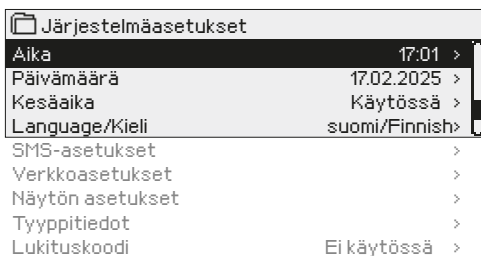 Järjestelmäasetukset
Aika 17:01 >
Päivämäärä 17.02.2025 >
Kesäaika Käytössä >
Language/Kieli suomi/Finnish>
SMS-asetukset >
Verkkoasetukset >
Näytön asetukset >
Tyyppitiedot >
Lukituskoodi Ei käytössä >